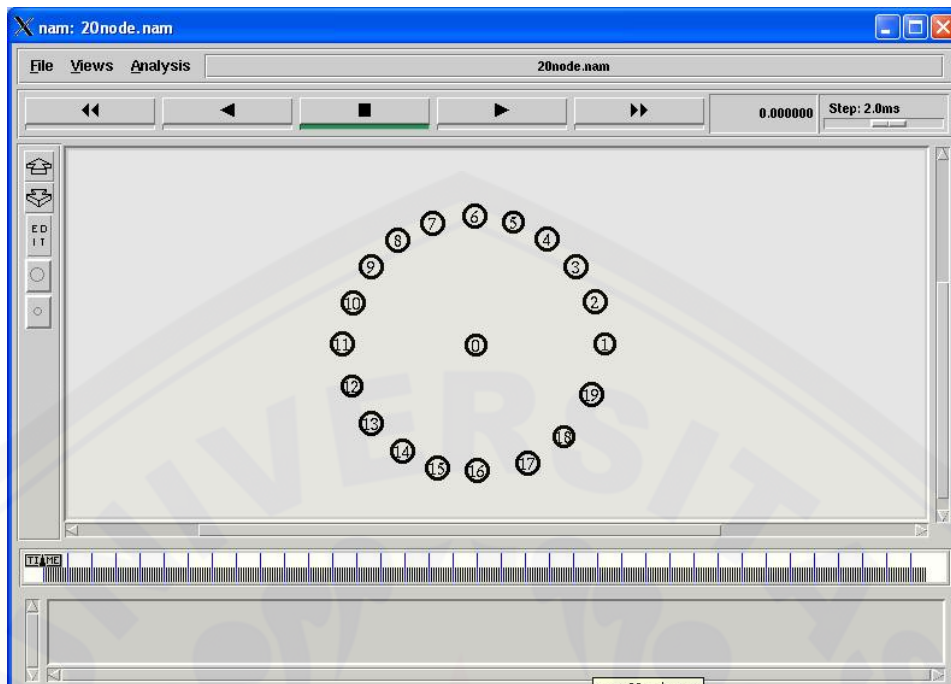 nam: 20node.nam
File Views Analysis 20node.nam
0.000000 Step: 2.0ms
ED
IT
6
7 5
8 4
9 3
10 2
11 0 1
12 19
13 18
14 17
15 16
TIME
UNIVERSITAS